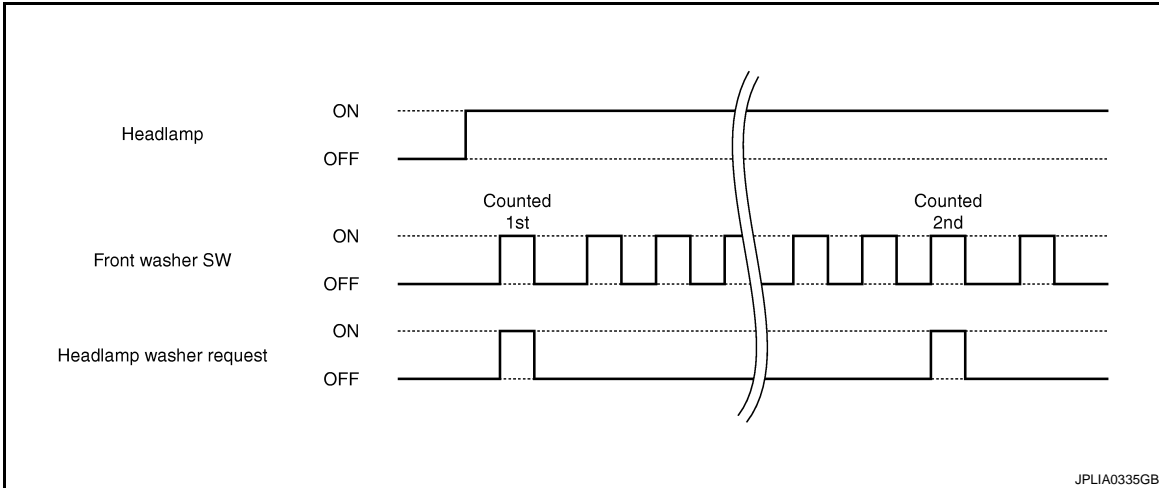 ON
Headlamp
OFF
Counted
1st
Counted
2nd
ON
Front washer SW
OFF
ON
Headlamp washer request
OFF
JPLIA0335GB